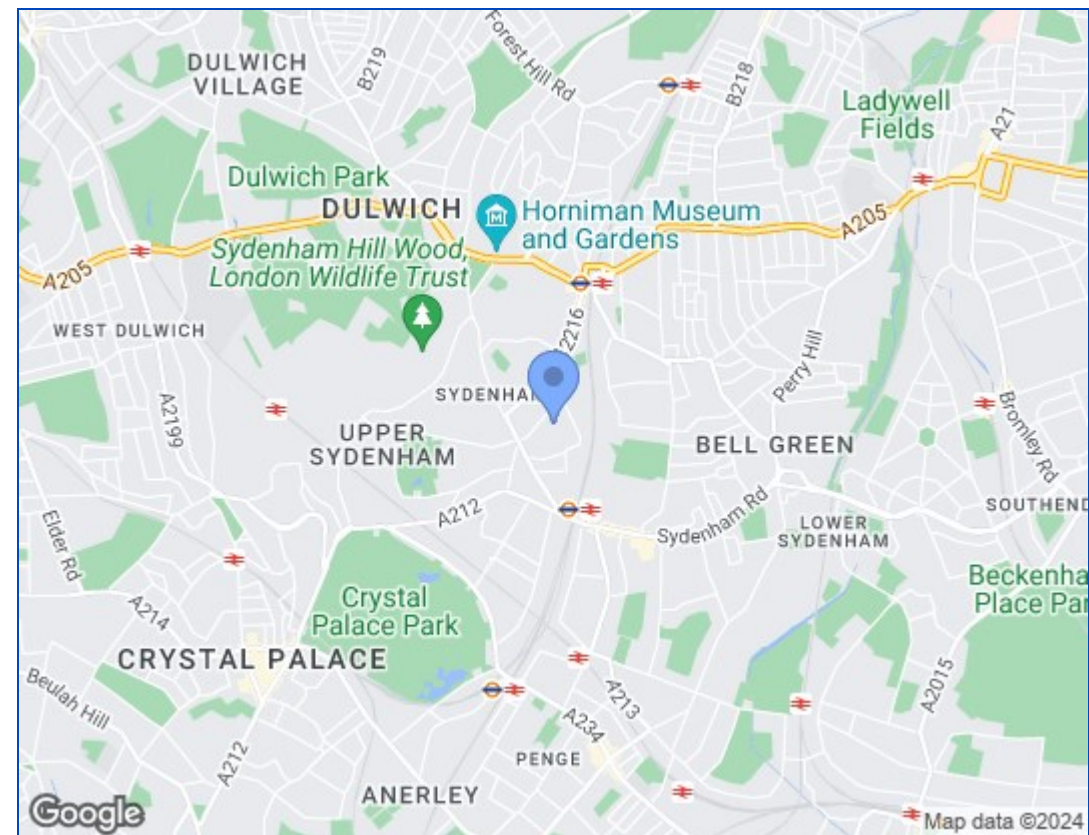 DULWICH
VILLAGE
B219
Forest Hill Rd
B218
Ladywell
Fields
A21
Dulwich Park
DULWICH
Horniman Museum
and Gardens
A205
Sydenham Hill Wood,
London Wildlife Trust
A205
WEST DULWICH
2216
Perry Hill
SYDENHA
A2199
UPPER
SYDENHAM
BELL GREEN
Bromley Rd
A212
Sydenham Rd
SOUTHEND
Elder Rd
LOWER
SYDENHAM
Beckenha
Place Par
Crystal
Palace Park
A214
CRYSTAL PALACE
A213
A2015
Beulah Hill
A234
A212
PENGE
ANERLEY
Google
Map data ©2024